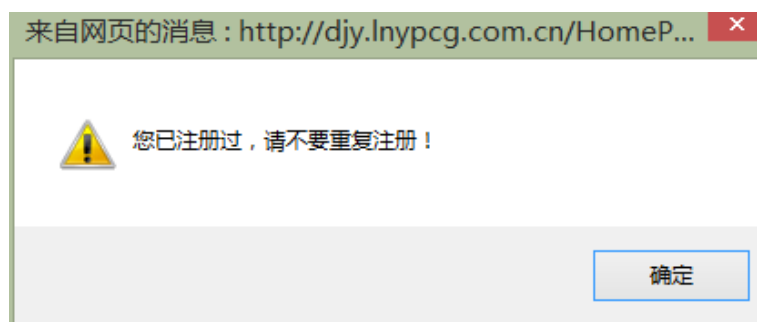 来自网页的消息 : http://djy.lnypcg.com.cn/HomeP...
您已注册过，请不要重复注册！
确定